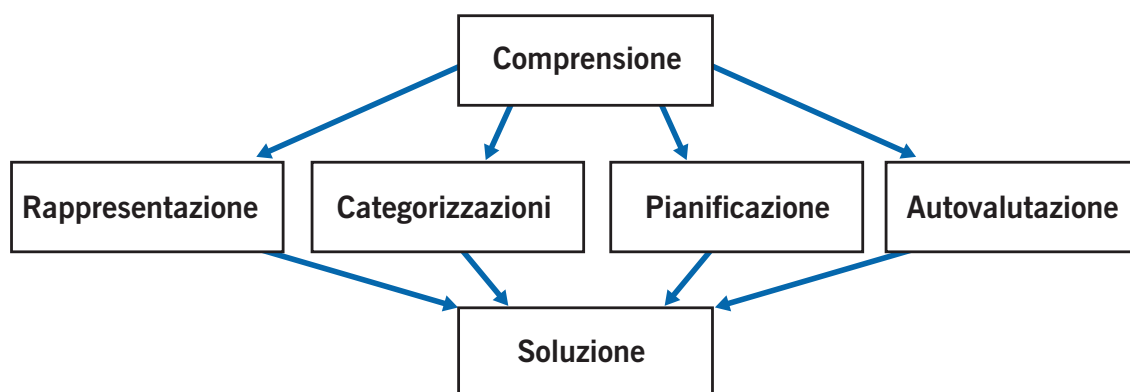 Comprensione
Rappresentazione
Categorizzazioni
Pianificazione
Autovalutazione
Soluzione